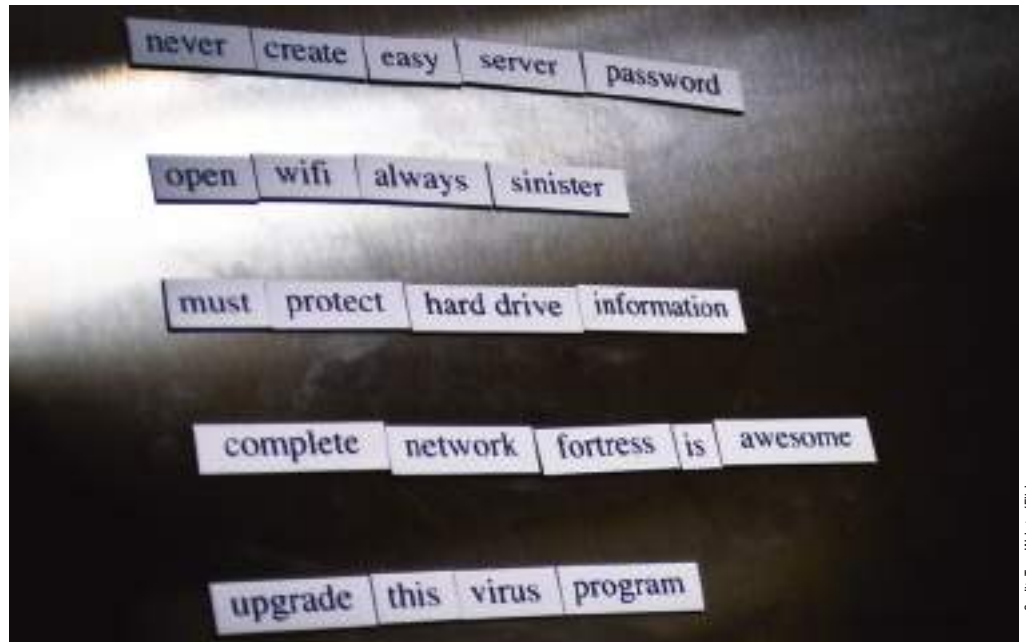 never create easy server password
open wifi always sinister
must protect hard drive information
complete network fortress is awesome
upgrade this virus program